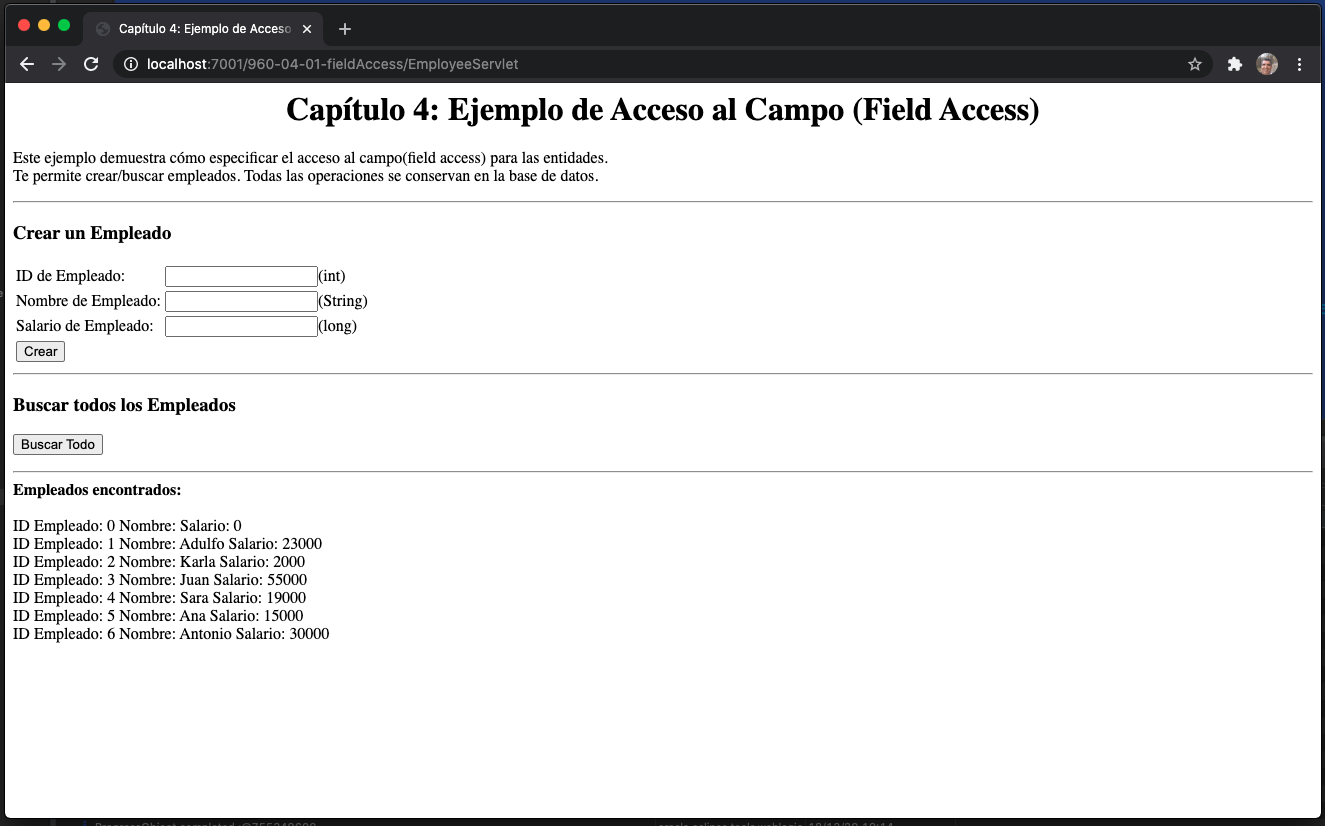 Capítulo 4: Ejemplo de Acceso
localhost:7001/960-04-01-fieldAccess/EmployeeServlet
Capítulo 4: Ejemplo de Acceso al Campo (Field Access)
Este ejemplo demuestra cómo especificar el acceso al campo(field access) para las entidades.
Te permite crear/buscar empleados. Todas las operaciones se conservan en la base de datos.
Crear un Empleado
ID de Empleado: (int)
Nombre de Empleado: (String)
Salario de Empleado: (long)
Crear
Buscar todos los Empleados
Buscar Todo
Empleados encontrados:
ID Empleado: 0 Nombre: Salario: 0
ID Empleado: 1 Nombre: Adulfo Salario: 23000
ID Empleado: 2 Nombre: Karla Salario: 2000
ID Empleado: 3 Nombre: Juan Salario: 55000
ID Empleado: 4 Nombre: Sara Salario: 19000
ID Empleado: 5 Nombre: Ana Salario: 15000
ID Empleado: 6 Nombre: Antonio Salario: 30000